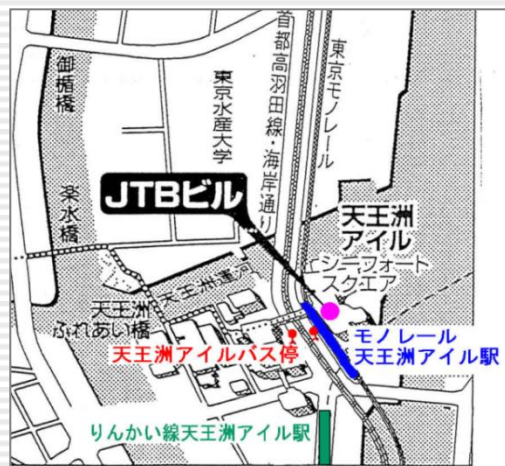 御楯橋
楽水橋
東京水産大学
首都高羽田線・海岸通り
東京モノレール
JTBビル
天王洲
アイル
シーフォート
スクエア
天王洲運河
天王洲
ふれあい橋
天王洲アイルバス停
モノレール
天王洲アイル駅
りんかい線天王洲アイル駅